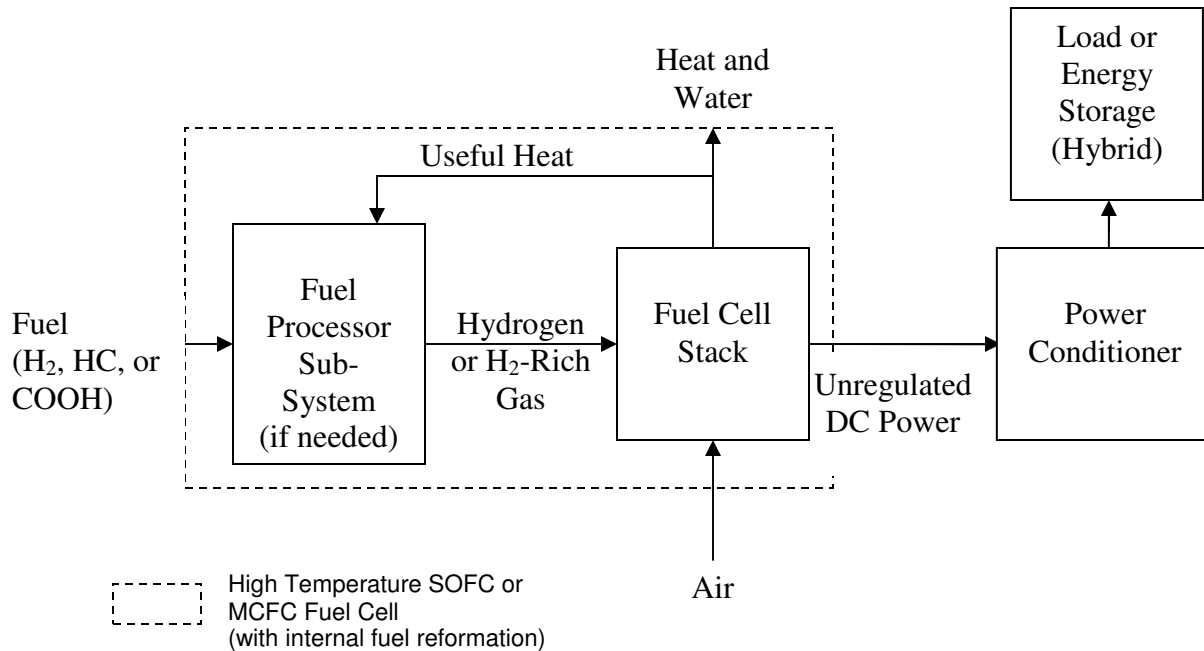 Heat and
Water
Load or
Energy
Storage
(Hybrid)
Useful Heat
Fuel
(H₂, HC, or
COOH)
Fuel
Processor
Sub-
System
(if needed)
Hydrogen
or H₂-Rich
Gas
Fuel Cell
Stack
Unregulated
DC Power
Power
Conditioner
Air
High Temperature SOFC or
MCFC Fuel Cell
(with internal fuel reformation)